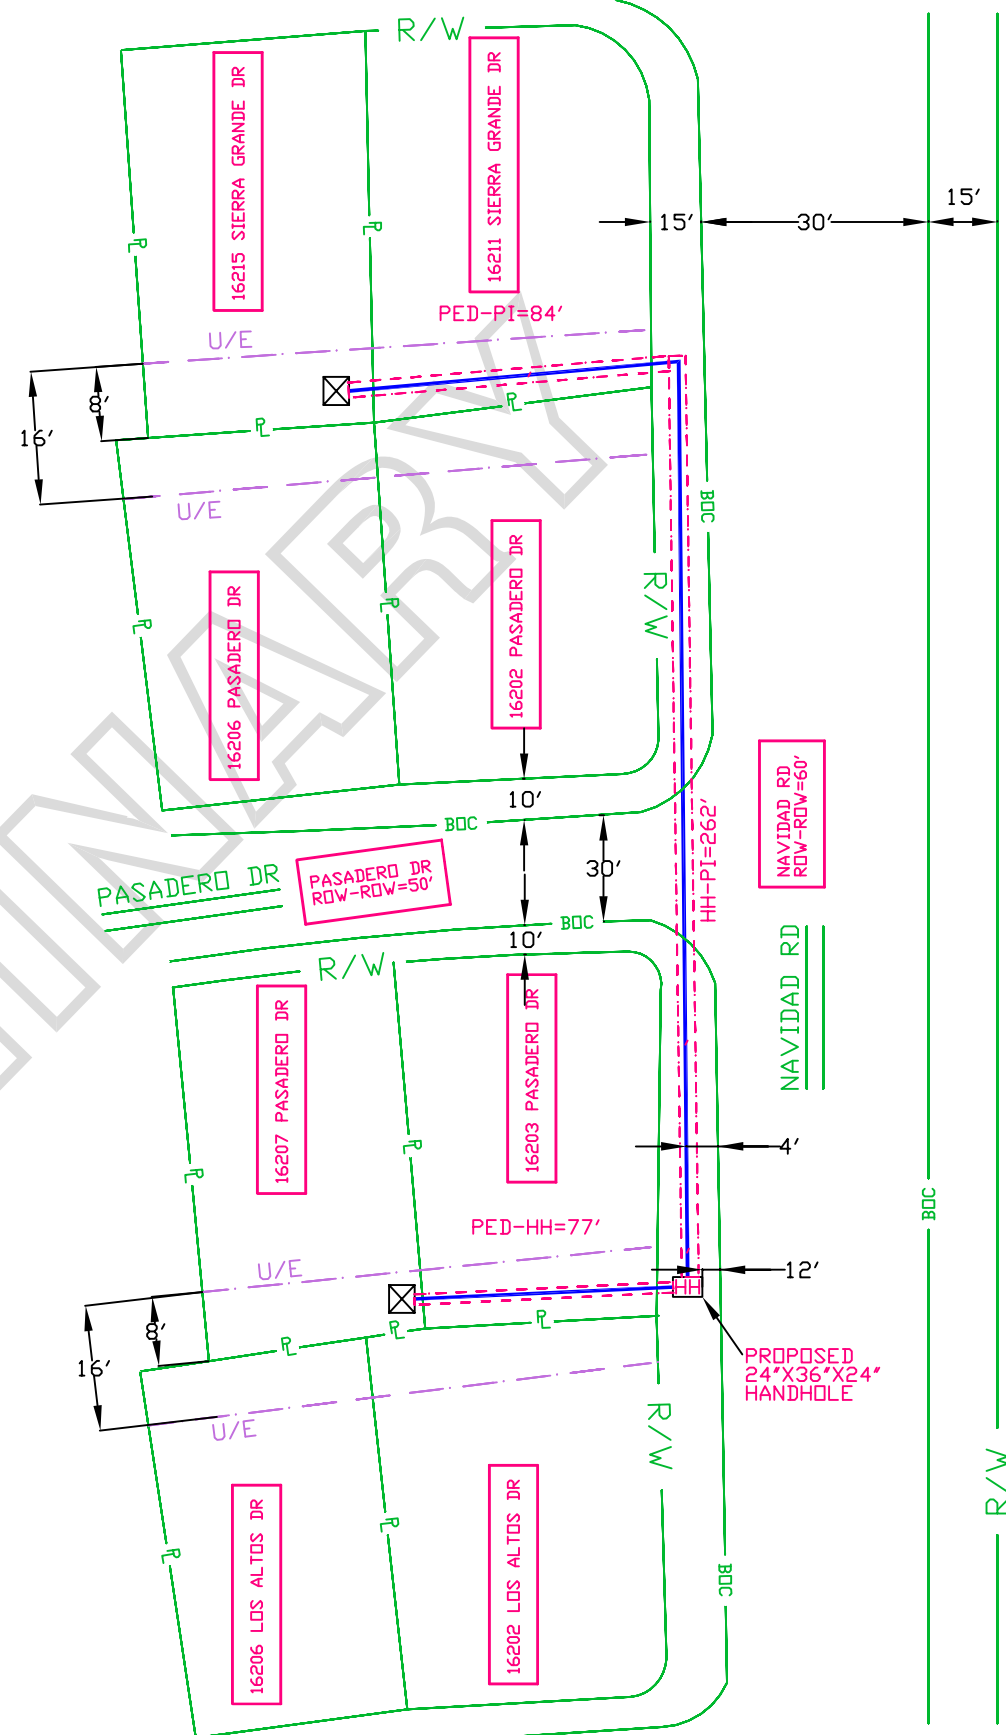 R/W
16215 SIERRA GRANDE DR
16211 SIERRA GRANDE DR
15'
15'
30'
PL
PL
PED-PI=84'
U/E
8'
16'
PL
PL
U/E
BOC
R/W
PL
PL
16206 PASADERO DR
16202 PASADERO DR
10'
BOC
30'
HH-PI=262'
NAVIDAD RD
ROW-ROW=60'
PASADERO DR
PASADERO DR
ROW-ROW=50'
BOC
10'
R/W
NAVIDAD RD
16207 PASADERO DR
16203 PASADERO DR
PL
PL
4'
BOC
PED-HH=77'
U/E
12'
HH
8'
16'
PL
PL
PL
PROPOSED
24"X36"X24"
HANDHOLE
U/E
R/W
R/W
16206 LOS ALTOS DR
16202 LOS ALTOS DR
PL
PL
BOC
INARY